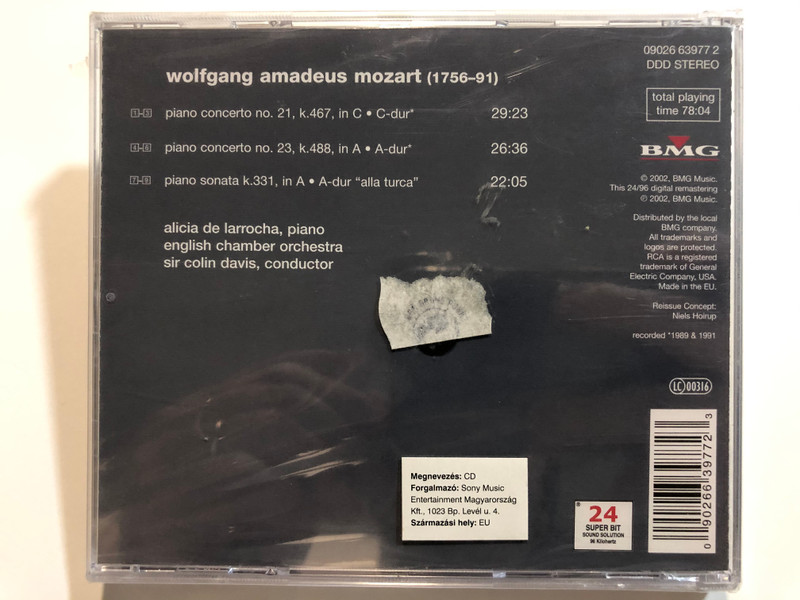 wolfgang amadeus mozart (1756–91)
1-3 piano concerto no. 21, k.467, in C • C-dur* 29:23
4-6 piano concerto no. 23, k.488, in A • A-dur* 26:36
7-9 piano sonata k.331, in A • A-dur “alla turca” 22:05
alicia de larrocha, piano
english chamber orchestra
sir colin davis, conductor
09026 63977 2
DDD STEREO
total playing
time 78:04
BMG
© 2002, BMG Music.
This 24/96 digital remastering
℗ 2002, BMG Music.
Distributed by the local
BMG company.
All trademarks and
logos are protected.
RCA is a registered
trademark of General
Electric Company, USA.
Made in the EU.
Reissue Concept:
Niels Hoirup
recorded *1989 & 1991
LC 00316
Megnevezés: CD
Forgalmazó: Sony Music
Entertainment Magyarország
Kft., 1023 Bp. Levél u. 4.
Származási hely: EU
24
SUPER BIT
SOUND SOLUTION
96 Kilohertz
0 90266 39772 3